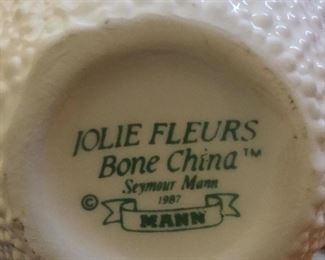 JOLIE FLEURS
Bone China™
Seymour Mann
1987
© MANN